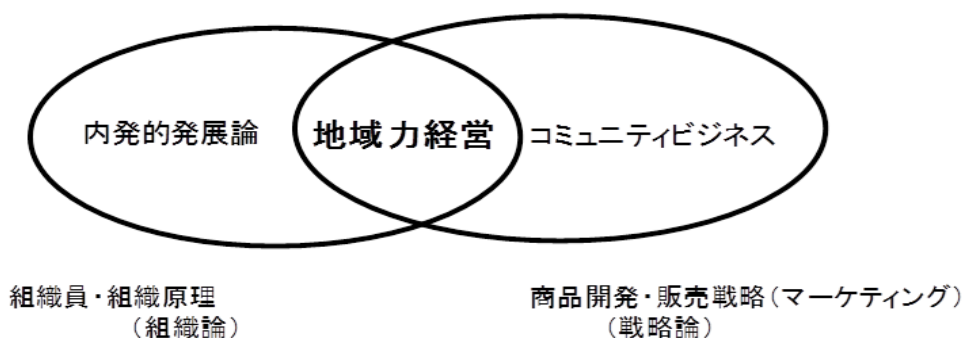 内発的発展論
地域力経営
コミュニティビジネス
組織員・組織原理
(組織論)
商品開発・販売戦略(マーケティング)
(戦略論)